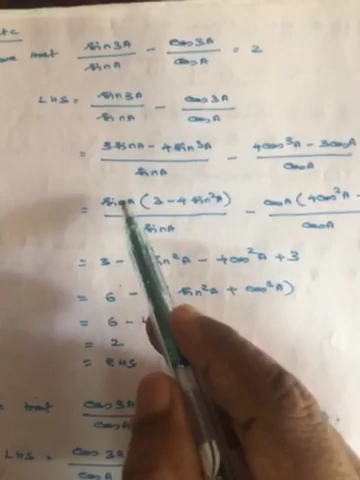 sin3A/sinA - cos3A/cosA = 2
LHS = sin3A/sinA - cos3A/cosA
= 3sinA - 4sin³A/sinA - 4cos³A - 3cosA/cosA
= sinA(3 - 4sin²A)/sinA - cosA(4cos²A -
= 3 - sin²A - 4cos²A + 3
= 6 - sin²A + cos²A)
= 6 -
= 2
= RHS
that cos3A/cosA
LHS = cos3A/cosA